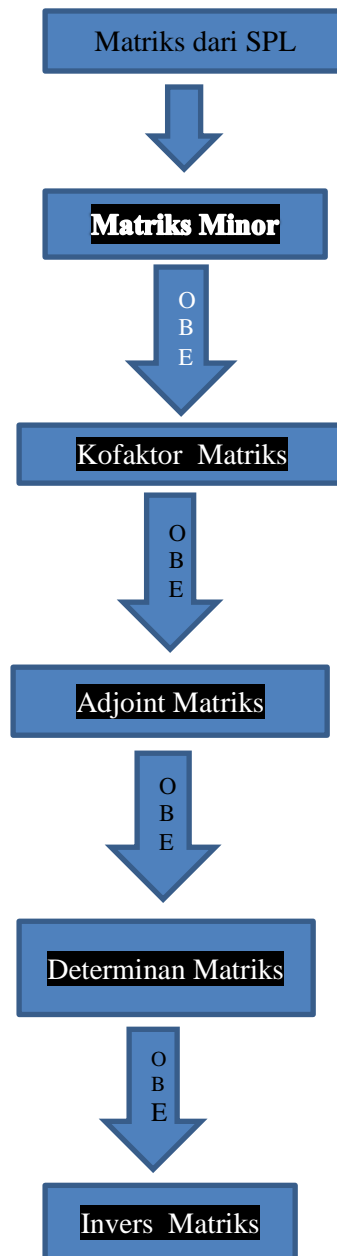 Matriks dari SPL
Matriks Minor
O
B
E
Kofaktor Matriks
O
B
E
Adjoint Matriks
O
B
E
Determinan Matriks
O
B
E
Invers Matriks